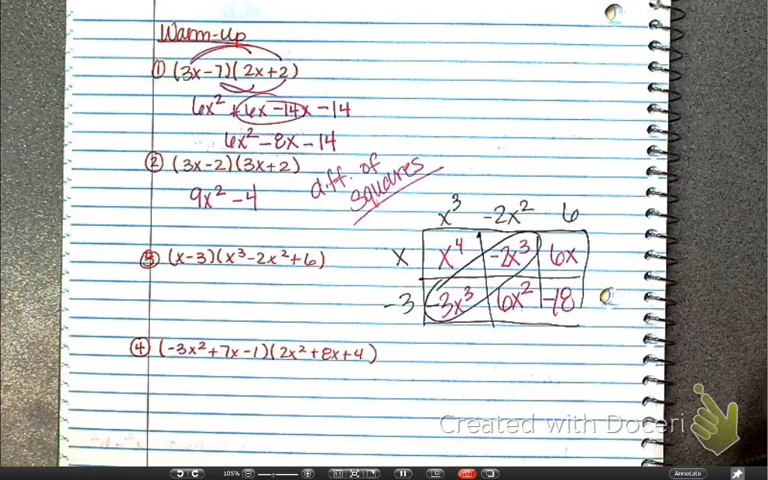 Warm-Up
① (3x-7)(2x+2)
6x² + 6x - 14x - 14
6x² - 8x - 14
② (3x-2)(3x+2)
9x² - 4
diff. of
squares
③ (x-3)(x³-2x²+6)
x³ -2x² 6
x x⁴ -2x³ 6x
-3 -3x³ 6x² -18
④ (-3x²+7x-1)(2x²+8x+4)
Created with Doceri
105%
Annotate